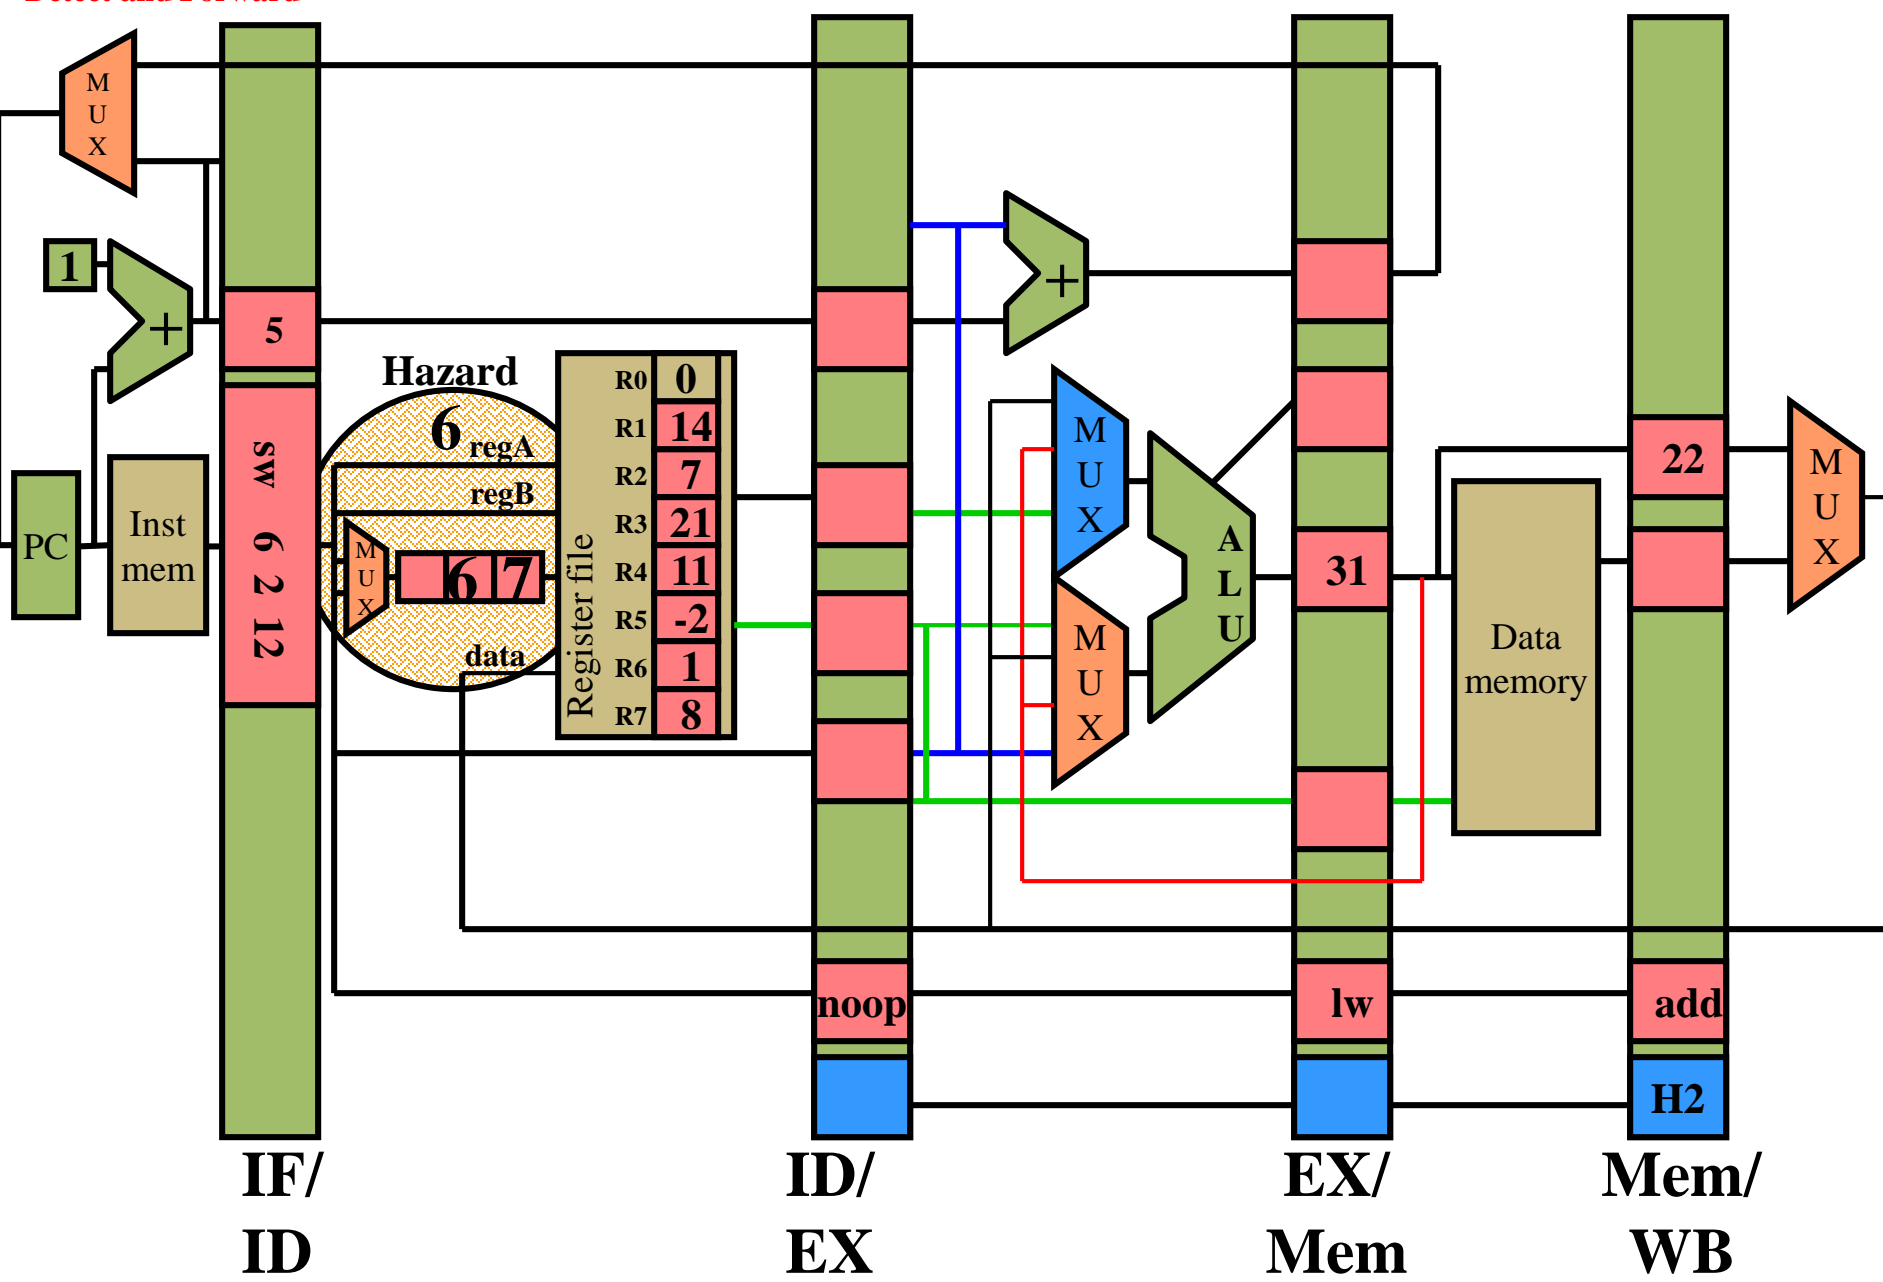 M
U
X
1
+
5
+
Hazard
6
regA
regB
data
sw 6 2 12
PC
Inst
mem
M
U
X
6 7
Register file
R0 0
R1 14
R2 7
R3 21
R4 11
R5 -2
R6 1
R7 8
M
U
X
M
U
X
A
L
U
31
22
Data
memory
M
U
X
noop
lw
add
H2
IF/
ID
ID/
EX
EX/
Mem
Mem/
WB